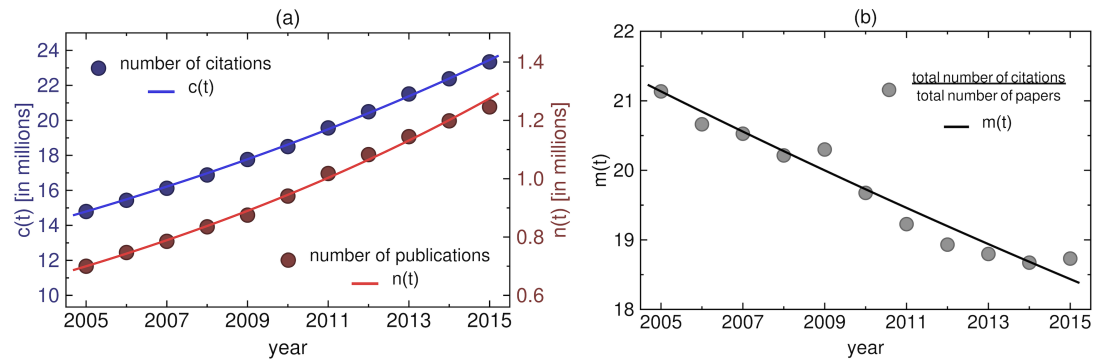 (a)
24
22
20
18
16
14
12
10
c(t) [in millions]
number of citations
c(t)
number of publications
n(t)
1.4
1.2
1.0
0.8
0.6
n(t) [in millions]
2005 2007 2009 2011 2013 2015
year
(b)
22
21
20
19
18
m(t)
total number of citations
total number of papers
m(t)
2005 2007 2009 2011 2013 2015
year